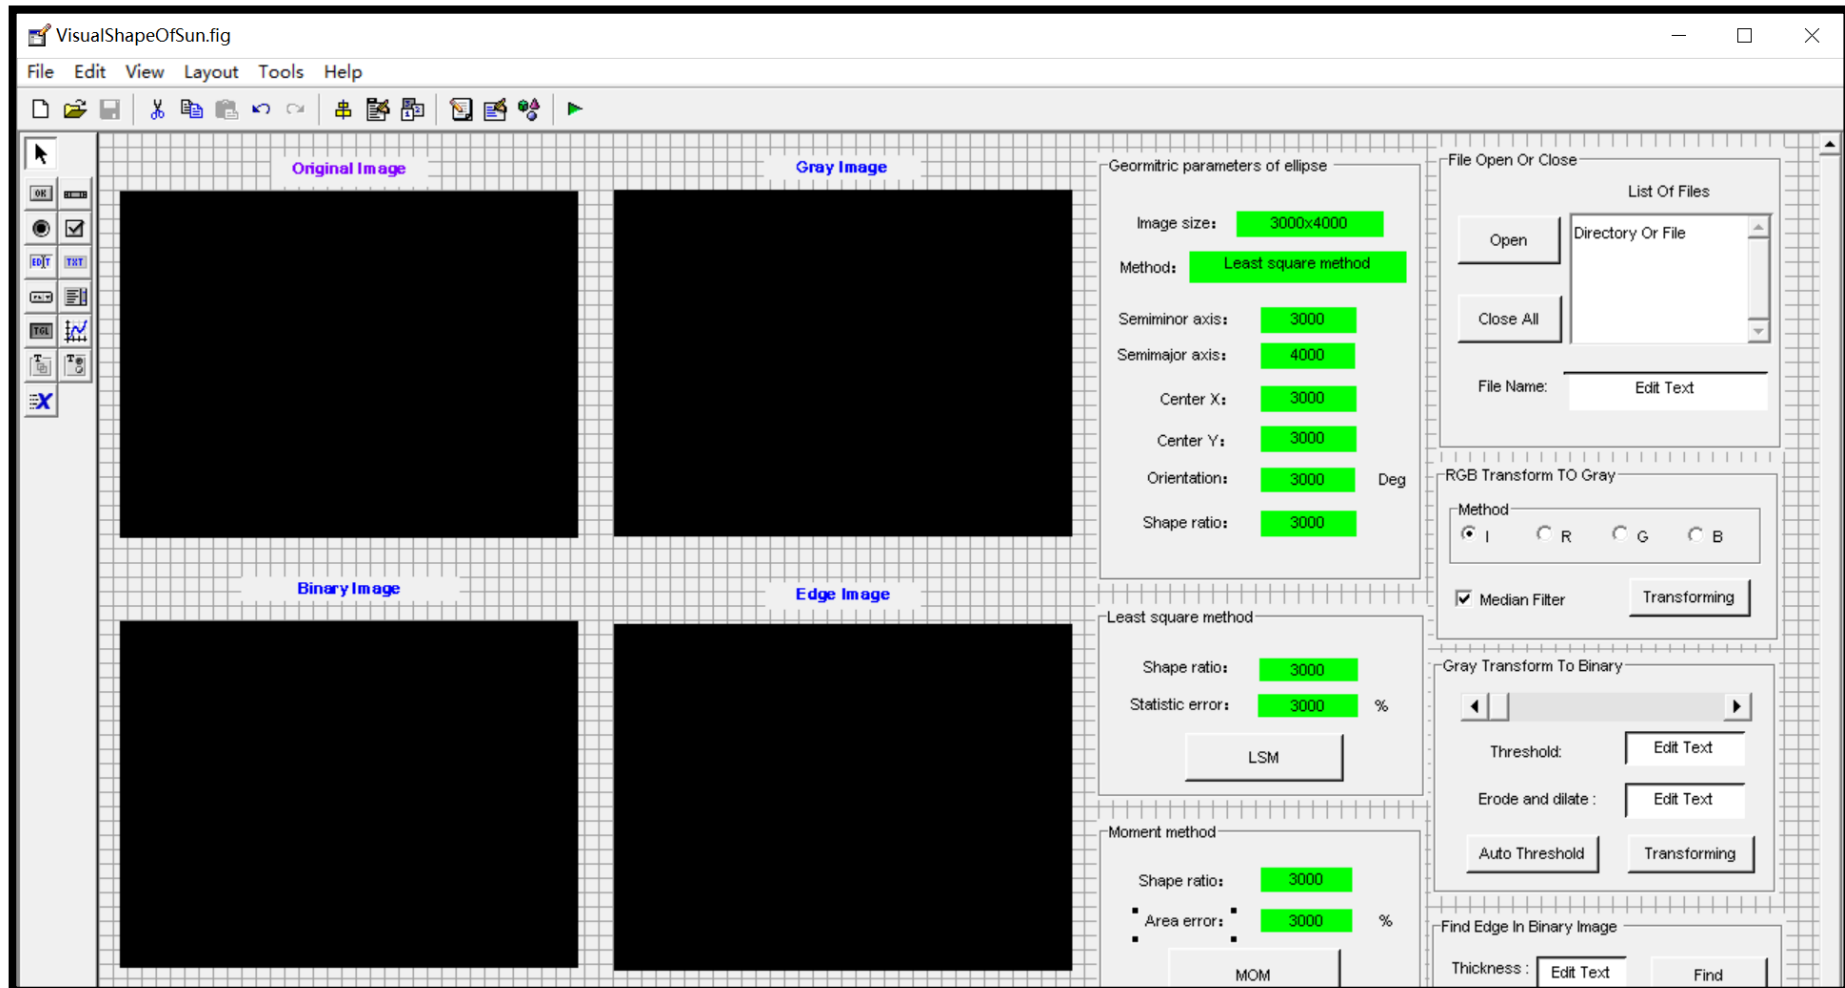 VisualShapeOfSun.fig
File Edit View Layout Tools Help
OK
EDIT TXT
TGL
Original Image
Gray Image
Binary Image
Edge Image
Geormitric parameters of ellipse
Image size: 3000x4000
Method: Least square method
Semiminor axis: 3000
Semimajor axis: 4000
Center X: 3000
Center Y: 3000
Orientation: 3000 Deg
Shape ratio: 3000
Least square method
Shape ratio: 3000
Statistic error: 3000 %
LSM
Moment method
Shape ratio: 3000
Area error: 3000 %
MOM
File Open Or Close
List Of Files
Open
Directory Or File
Close All
File Name: Edit Text
RGB Transform TO Gray
Method
I R G B
Median Filter Transforming
Gray Transform To Binary
Threshold: Edit Text
Erode and dilate : Edit Text
Auto Threshold Transforming
Find Edge In Binary Image
Thickness : Edit Text Find